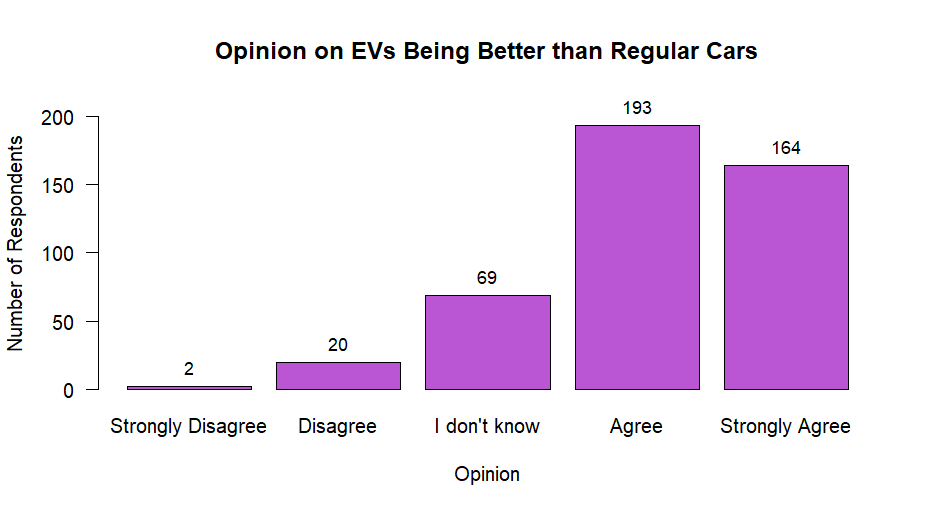 Opinion on EVs Being Better than Regular Cars
Number of Respondents
200
150
100
50
0
2
20
69
193
164
Strongly Disagree
Disagree
I don't know
Agree
Strongly Agree
Opinion